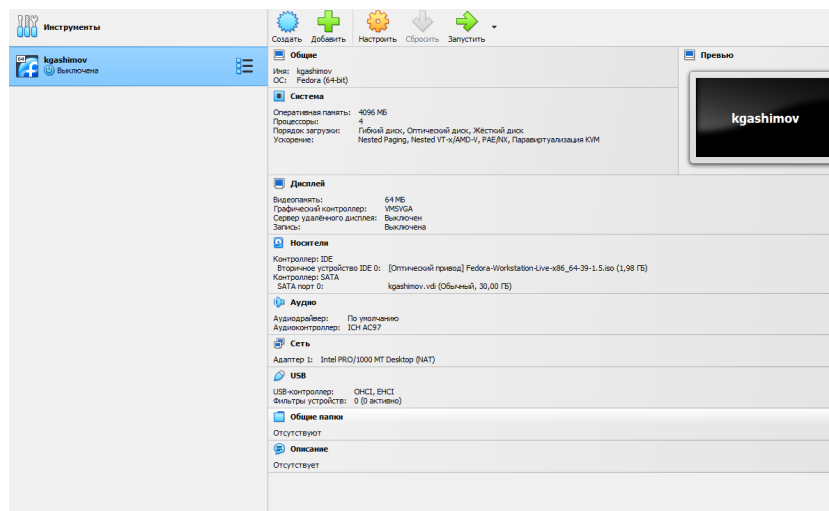 Инструменты
Создать Добавить Настроить Сбросить Запустить
64
kgashimov
Выключена
Общие
Имя: kgashimov
ОС: Fedora (64-bit)
Превью
kgashimov
Система
Оперативная память: 4096 МБ
Процессоры: 4
Порядок загрузки: Гибкий диск, Оптический диск, Жёсткий диск
Ускорение: Nested Paging, Nested VT-x/AMD-V, PAE/NX, Паравиртуализация KVM
Дисплей
Видеопамять: 64 МБ
Графический контроллер: VMSVGA
Сервер удалённого дисплея: Выключен
Запись: Выключена
Носители
Контроллер: IDE
Вторичное устройство IDE 0: [Оптический привод] Fedora-Workstation-Live-x86_64-39-1.5.iso (1,98 ГБ)
Контроллер: SATA
SATA порт 0: kgashimov.vdi (Обычный, 30,00 ГБ)
Аудио
Аудиодрайвер: По умолчанию
Аудиоконтроллер: ICH AC97
Сеть
Адаптер 1: Intel PRO/1000 MT Desktop (NAT)
USB
USB-контроллер: OHCI, EHCI
Фильтры устройств: 0 (0 активно)
Общие папки
Отсутствуют
Описание
Отсутствует